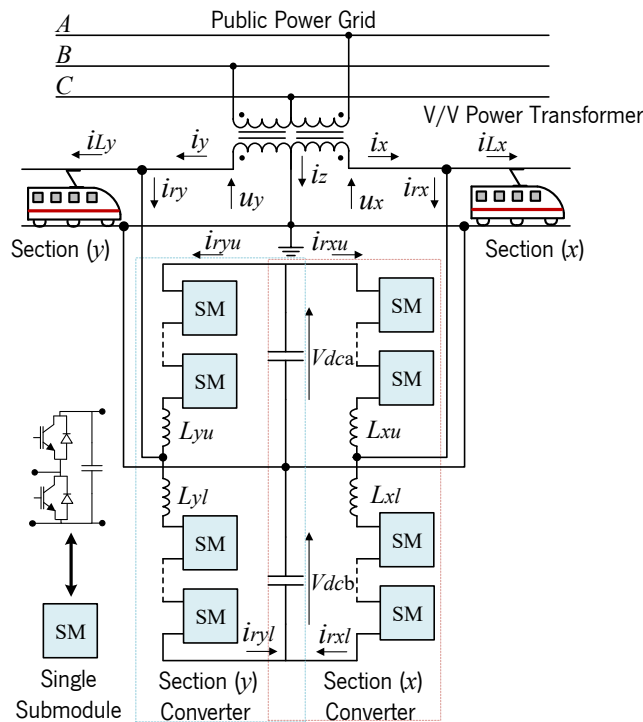 Public Power Grid
A
B
C
V/V Power Transformer
iLy
iy
ix
iLx
iry
uy
iz
ux
irx
Section (y)
Section (x)
iryu
irxu
SM
SM
Vdca
SM
SM
Lyu
Lxu
Lyl
Lxl
SM
SM
Vdcb
SM
SM
SM
iryl
irxl
Single
Submodule
Section (y)
Converter
Section (x)
Converter